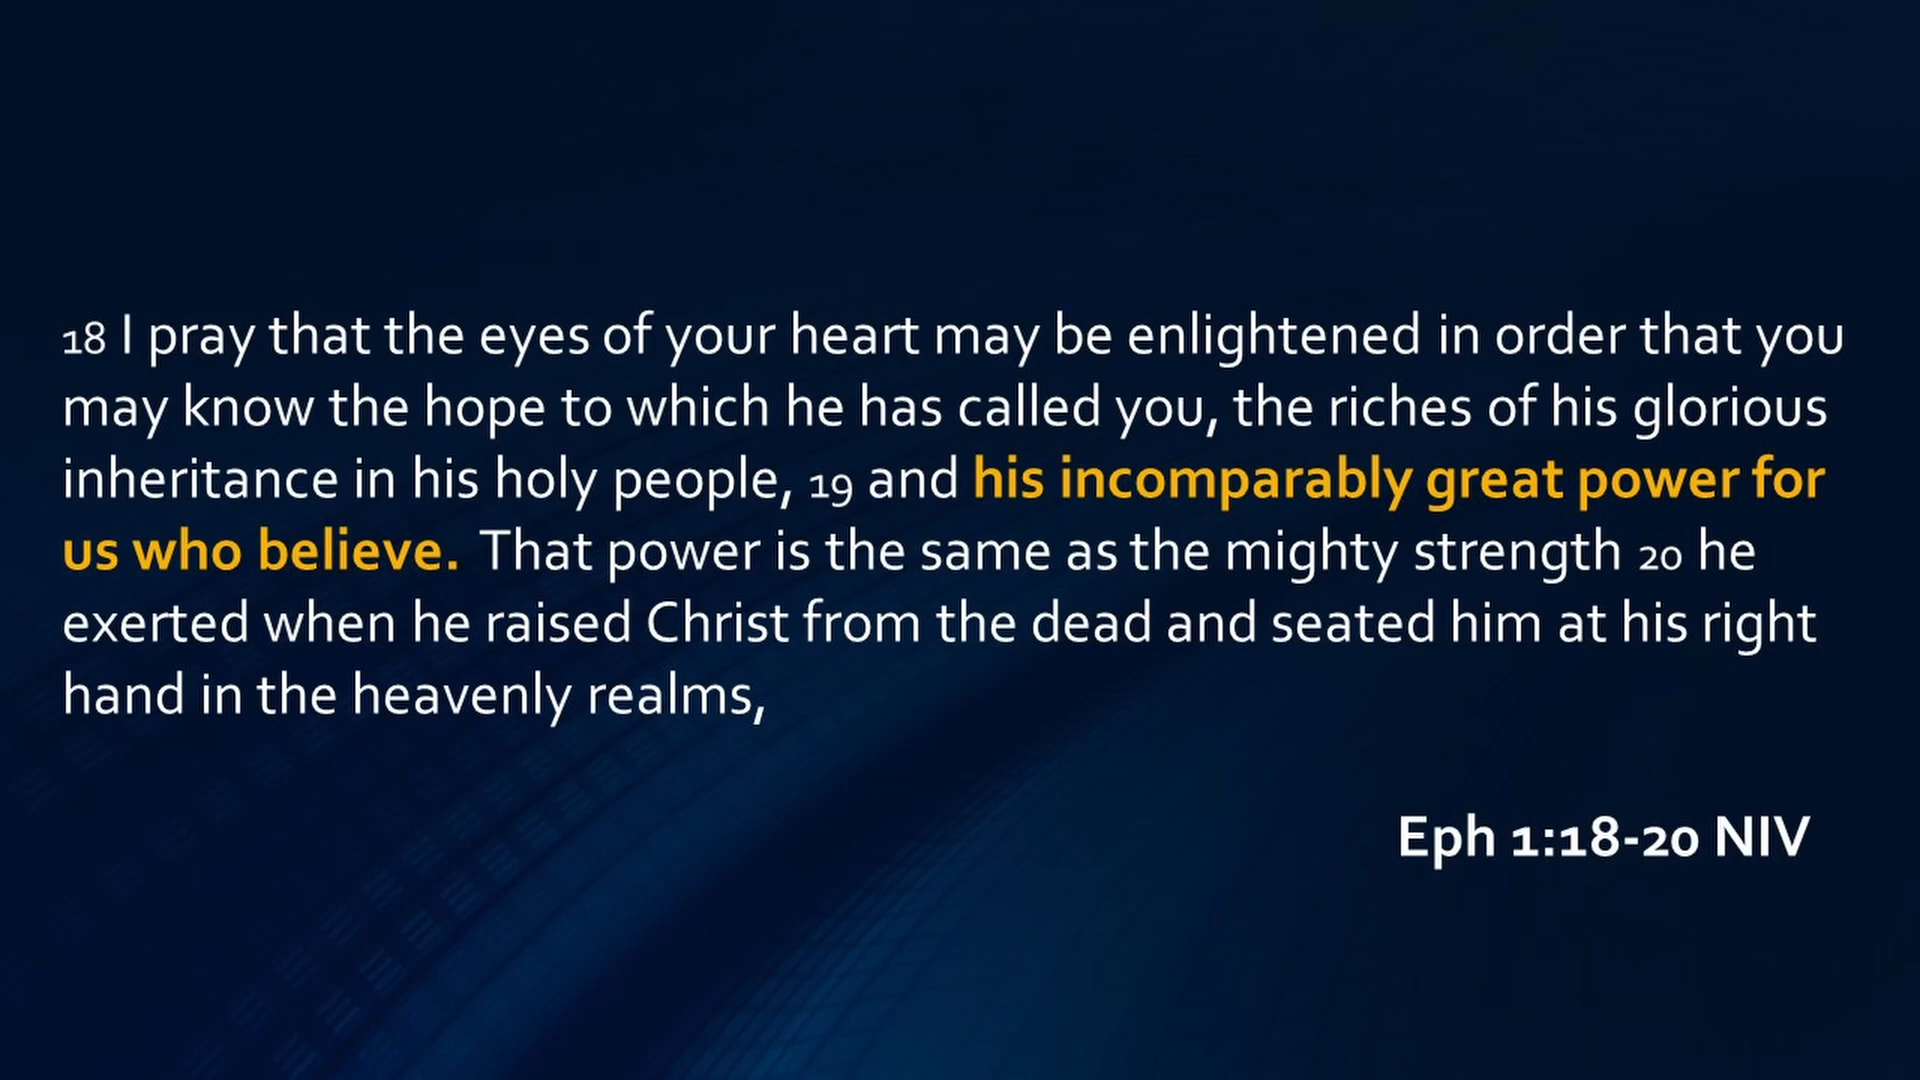 18 I pray that the eyes of your heart may be enlightened in order that you
may know the hope to which he has called you, the riches of his glorious
inheritance in his holy people, 19 and his incomparably great power for
us who believe. That power is the same as the mighty strength 20 he
exerted when he raised Christ from the dead and seated him at his right
hand in the heavenly realms,
Eph 1:18-20 NIV